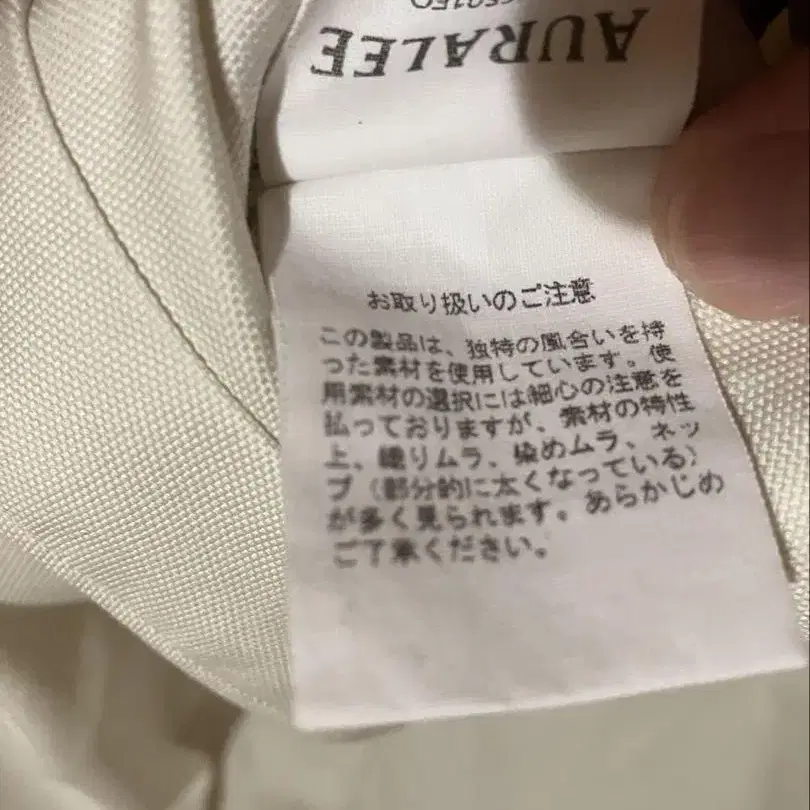 AURALEE
お取り扱いのご注意
この製品は、独特の風合いを持
った素材を使用しています。使
用素材の選択には細心の注意を
払っておりますが、素材の特性
上、織りムラ、染めムラ、ネッ
プ（部分的に太くなっている）
が多く見られます。あらかじめ
ご了承ください。